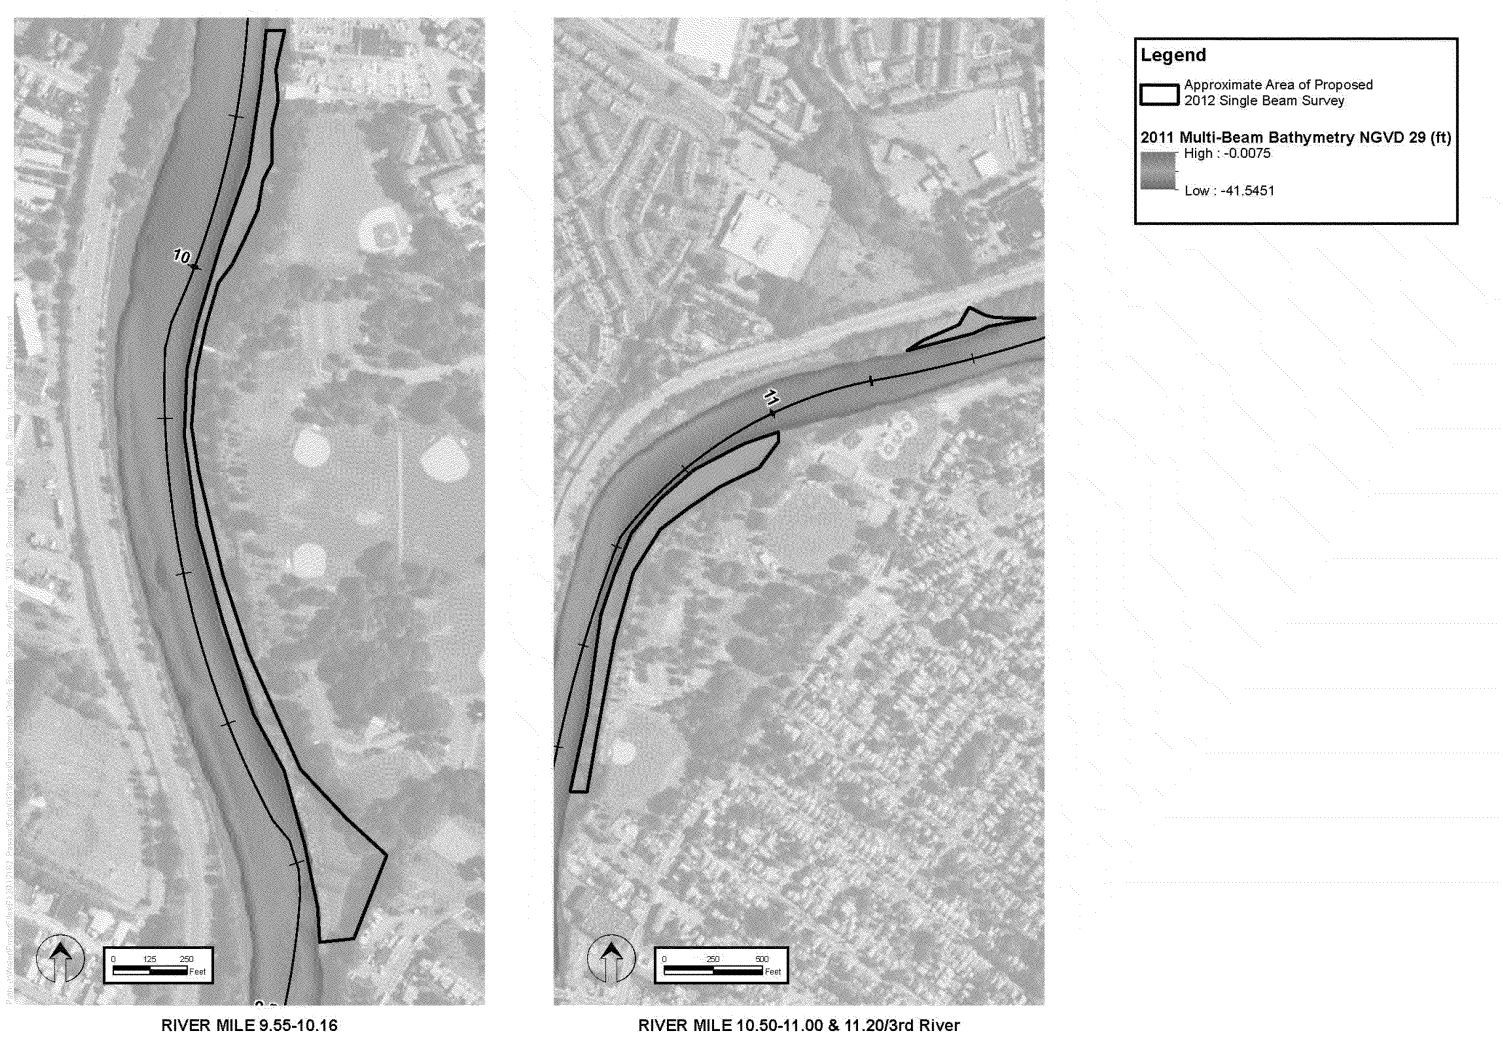 10
0 125 250
Feet
RIVER MILE 9.55-10.16
11
0 250 500
Feet
RIVER MILE 10.50-11.00 & 11.20/3rd River
Legend
Approximate Area of Proposed
2012 Single Beam Survey
2011 Multi-Beam Bathymetry NGVD 29 (ft)
High : -0.0075
Low : -41.5451